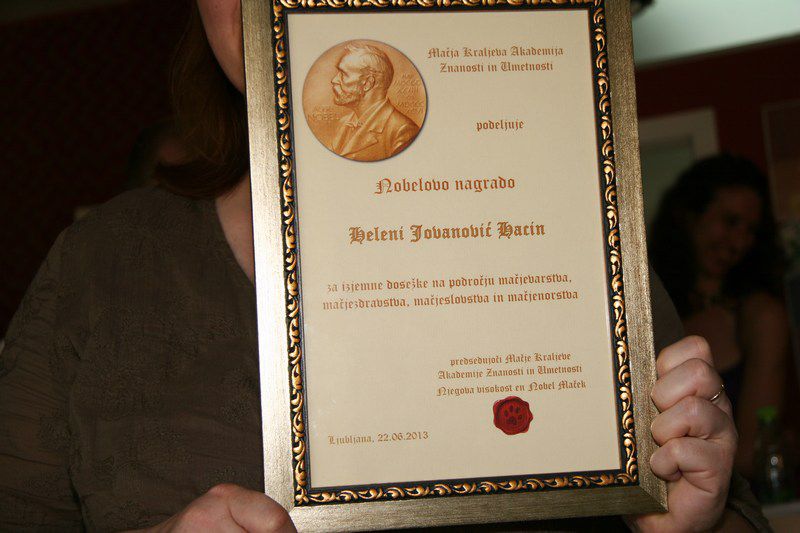 Mačja Kraljeva Akademija
Znanosti in Umetnosti
podeljuje
Nobelovo nagrado
Heleni Jovanović Hacin
za izjemne dosežke na področju mačjevarstva,
mačjezdravstva, mačjeslovstva in mačjenorstva
predsedujoči Mačje Kraljeve
Akademije Znanosti in Umetnosti
Njegova visokost en Nobel Maček
Ljubljana, 22.06.2013